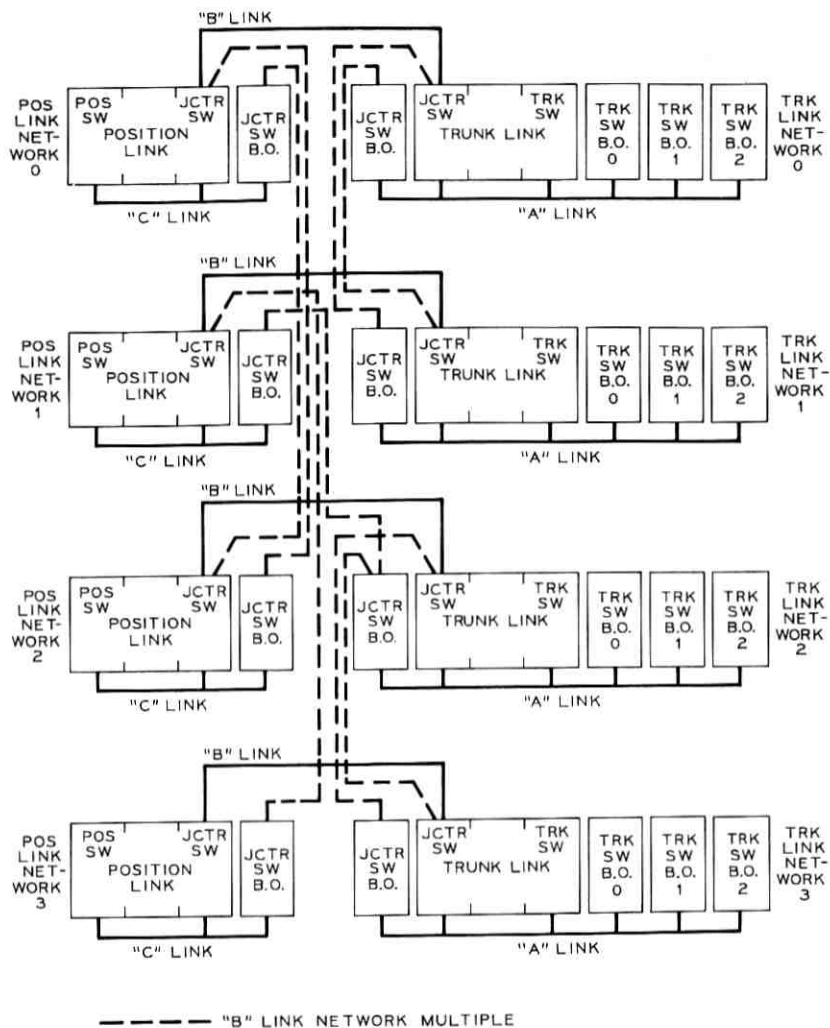 "B" LINK
POS LINK NET- WORK 0
POS SW
JCTR SW
POSITION LINK
JCTR SW B.O.
JCTR SW B.O.
JCTR SW
TRK SW
TRUNK LINK
TRK SW B.O. 0
TRK SW B.O. 1
TRK SW B.O. 2
TRK LINK NET- WORK 0
"C" LINK
"A" LINK
"B" LINK
POS LINK NET- WORK 1
POS SW
JCTR SW
POSITION LINK
JCTR SW B.O.
JCTR SW B.O.
JCTR SW
TRK SW
TRUNK LINK
TRK SW B.O. 0
TRK SW B.O. 1
TRK SW B.O. 2
TRK LINK NET- WORK 1
"C" LINK
"A" LINK
"B" LINK
POS LINK NET- WORK 2
POS SW
JCTR SW
POSITION LINK
JCTR SW B.O.
JCTR SW B.O.
JCTR SW
TRK SW
TRUNK LINK
TRK SW B.O. 0
TRK SW B.O. 1
TRK SW B.O. 2
TRK LINK NET- WORK 2
"C" LINK
"A" LINK
"B" LINK
POS LINK NET- WORK 3
POS SW
JCTR SW
POSITION LINK
JCTR SW B.O.
JCTR SW B.O.
JCTR SW
TRK SW
TRUNK LINK
TRK SW B.O. 0
TRK SW B.O. 1
TRK SW B.O. 2
TRK LINK NET- WORK 3
"C" LINK
"A" LINK
"B" LINK NETWORK MULTIPLE